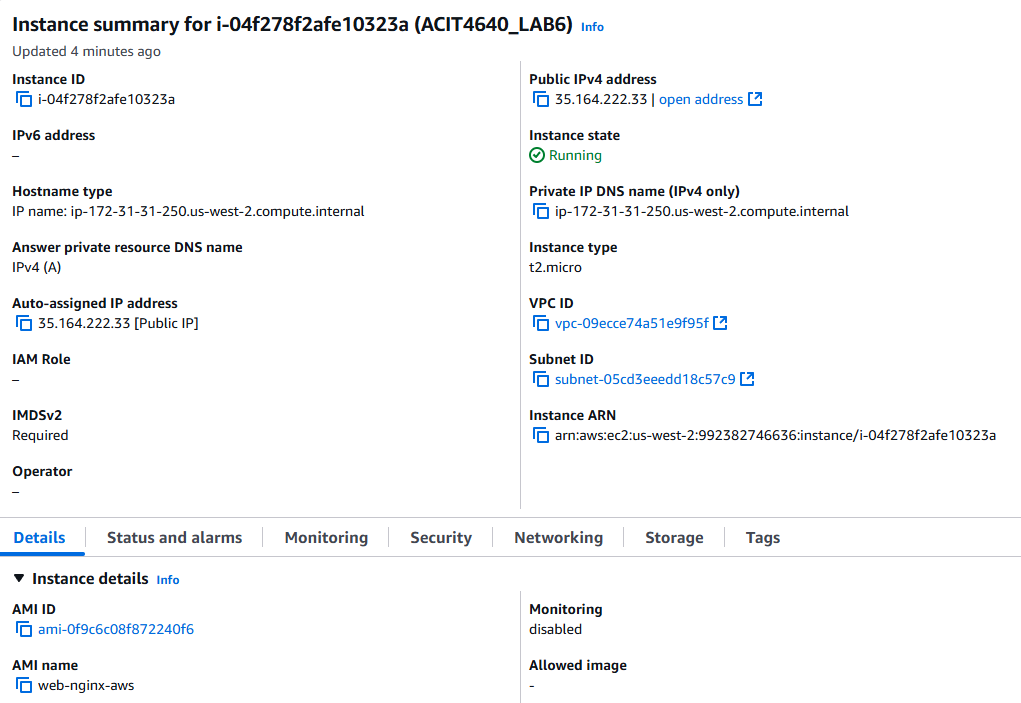 Instance summary for i-04f278f2afe10323a (ACIT4640_LAB6) Info
Updated 4 minutes ago
Instance ID
i-04f278f2afe10323a
Public IPv4 address
35.164.222.33 | open address
IPv6 address
–
Instance state
Running
Hostname type
IP name: ip-172-31-31-250.us-west-2.compute.internal
Private IP DNS name (IPv4 only)
ip-172-31-31-250.us-west-2.compute.internal
Answer private resource DNS name
IPv4 (A)
Instance type
t2.micro
Auto-assigned IP address
35.164.222.33 [Public IP]
VPC ID
vpc-09ecce74a51e9f95f
IAM Role
–
Subnet ID
subnet-05cd3eeedd18c57c9
IMDSv2
Required
Instance ARN
arn:aws:ec2:us-west-2:992382746636:instance/i-04f278f2afe10323a
Operator
–
Details Status and alarms Monitoring Security Networking Storage Tags
Instance details Info
AMI ID
ami-0f9c6c08f872240f6
Monitoring
disabled
AMI name
web-nginx-aws
Allowed image
-